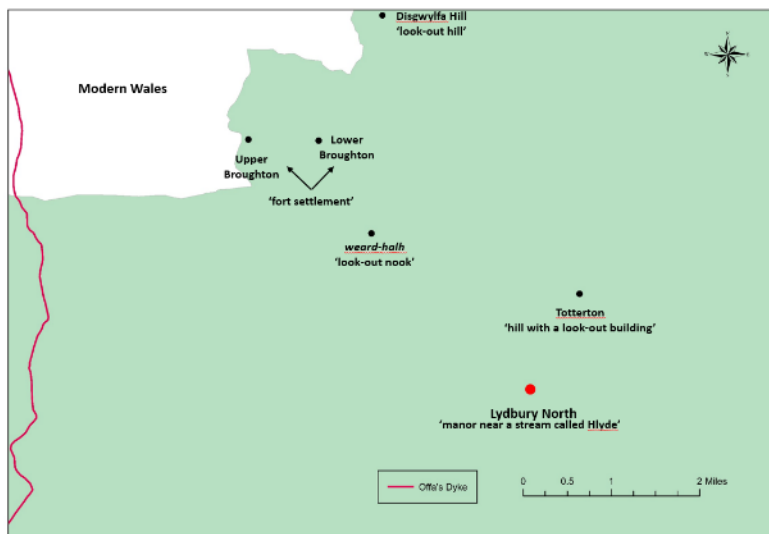 Disgwylfa Hill
‘look-out hill’
Modern Wales
Upper
Broughton
Lower
Broughton
‘fort settlement’
weard-halh
‘look-out nook’
Totterton
‘hill with a look-out building’
Lydbury North
‘manor near a stream called Hlyde’
Offa's Dyke
0 0.5 1 2 Miles